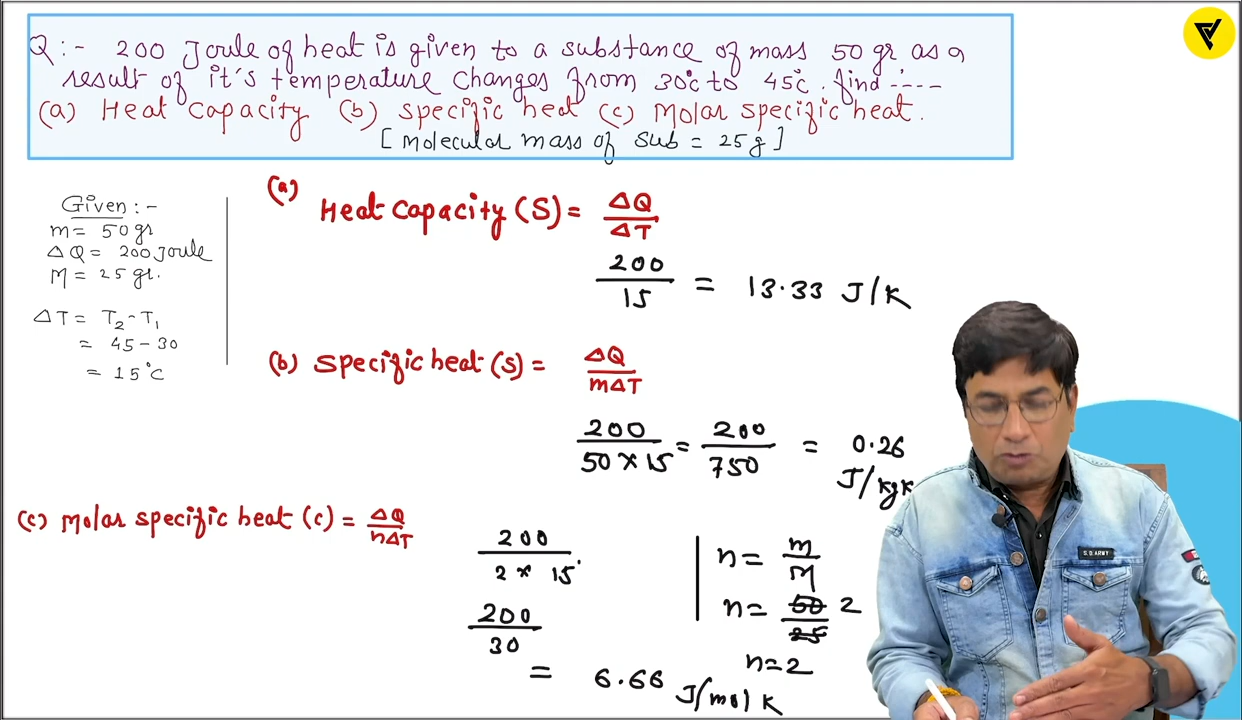 Q :- 200 Joule of heat is given to a substance of mass 50 gr as a
result of it's temperature changes from 30°c to 45°c. find :----
(a) Heat Capacity (b) Specific heat (c) Molar Specific heat.
[Molecular mass of Sub = 25g]
Given :-
m = 50gr
ΔQ = 200 Joule
M = 25 gr.
ΔT = T₂-T₁
= 45-30
= 15°C
(a)
Heat Capacity (S) = ΔQ/ΔT
200/15 = 13.33 J/K
(b) Specific heat (S) = ΔQ/mΔT
200/50×15 = 200/750 = 0.26
J/kgK
(c) Molar Specific heat (c) = ΔQ/nΔT
200/2×15
200/30
= 6.66 J/mol K
n = m/M
n = 50/25 2
n=2
S.D.ARMY